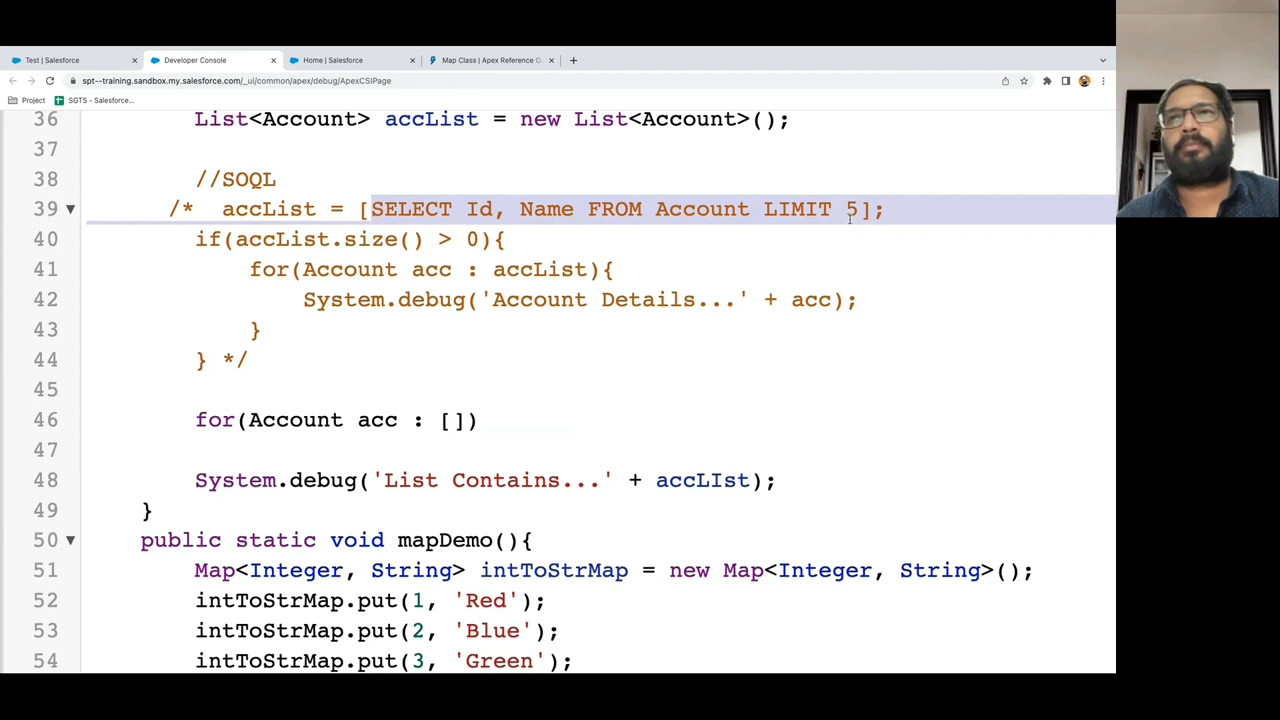 Test | Salesforce
Developer Console
Home | Salesforce
Map Class | Apex Reference G
spt--training.sandbox.my.salesforce.com/_ui/common/apex/debug/ApexCSIPage
Project
SGTS - Salesforce...
36 List<Account> accList = new List<Account>();
37
38 //SOQL
39 /* accList = [SELECT Id, Name FROM Account LIMIT 5];
40 if(accList.size() > 0){
41 for(Account acc : accList){
42 System.debug('Account Details...' + acc);
43 }
44 } */
45
46 for(Account acc : [])
47
48 System.debug('List Contains...' + accLIst);
49 }
50 public static void mapDemo(){
51 Map<Integer, String> intToStrMap = new Map<Integer, String>();
52 intToStrMap.put(1, 'Red');
53 intToStrMap.put(2, 'Blue');
54 intToStrMap.put(3, 'Green');